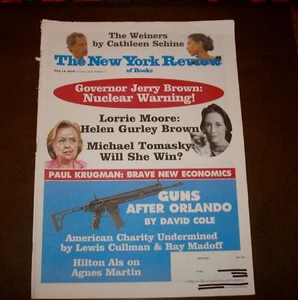 The Weiners
by Cathleen Schine
The New York Review
of Books
Governor Jerry Brown:
Nuclear Warning!
Lorrie Moore:
Helen Gurley Brown
Michael Tomasky:
Will She Win?
PAUL KRUGMAN: BRAVE NEW ECONOMICS
GUNS
AFTER ORLANDO
BY DAVID COLE
American Charity Undermined
by Lewis Cullman & Ray Madoff
Hilton Als on
Agnes Martin